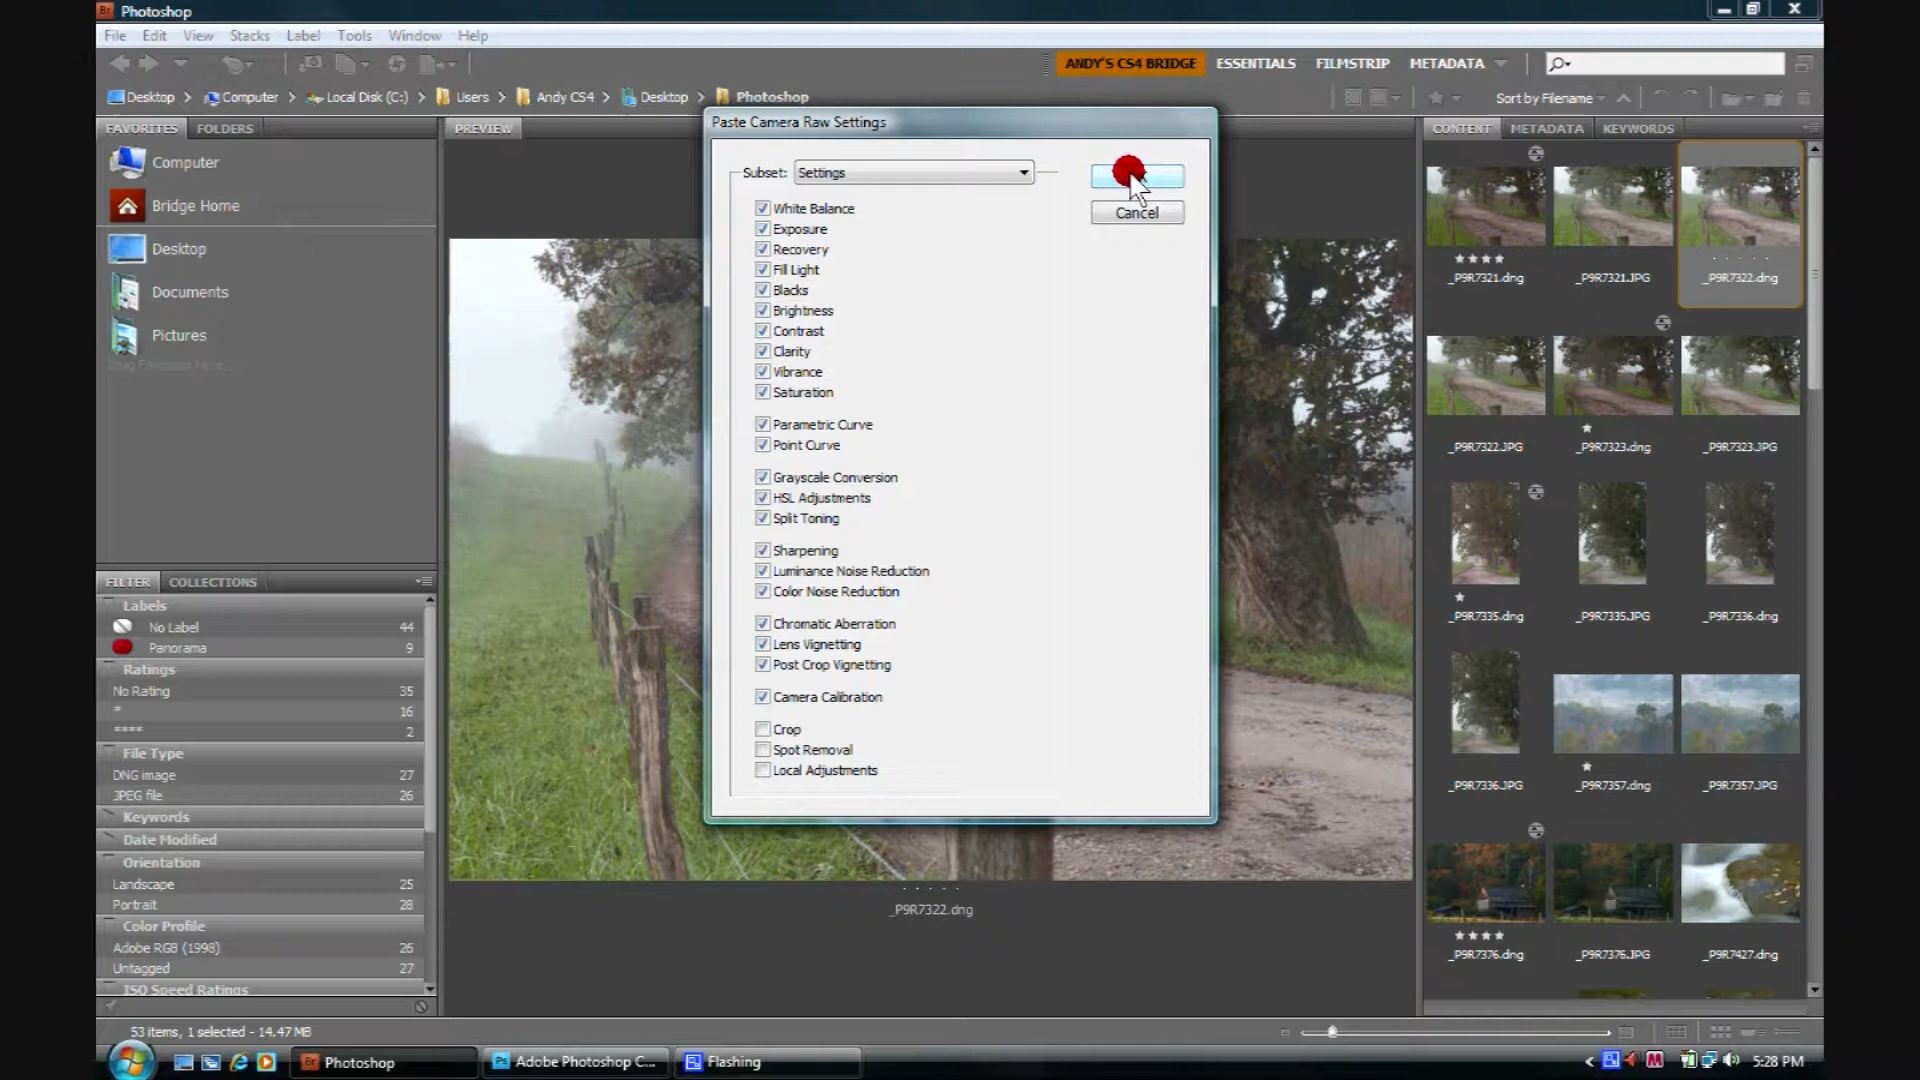 Br Photoshop
File Edit View Stacks Label Tools Window Help
ANDY'S CS4 BRIDGE ESSENTIALS FILMSTRIP METADATA
Desktop > Computer > Local Disk (C:) > Users > Andy CS4 > Desktop > Photoshop
Sort by Filename
FAVORITES FOLDERS
Computer
Bridge Home
Desktop
Documents
Pictures
Drag Favorites Here...
FILTER COLLECTIONS
Labels
No Label 44
Panorama 9
Ratings
No Rating 35
* 16
**** 2
File Type
DNG image 27
JPEG file 26
Keywords
Date Modified
Orientation
Landscape 25
Portrait 28
Color Profile
Adobe RGB (1998) 26
Untagged 27
ISO Speed Ratings
53 items, 1 selected - 14.47 MB
PREVIEW
_P9R7322.dng
Paste Camera Raw Settings
Subset: Settings
Cancel
White Balance
Exposure
Recovery
Fill Light
Blacks
Brightness
Contrast
Clarity
Vibrance
Saturation
Parametric Curve
Point Curve
Grayscale Conversion
HSL Adjustments
Split Toning
Sharpening
Luminance Noise Reduction
Color Noise Reduction
Chromatic Aberration
Lens Vignetting
Post Crop Vignetting
Camera Calibration
Crop
Spot Removal
Local Adjustments
CONTENT METADATA KEYWORDS
_P9R7321.dng _P9R7321.JPG _P9R7322.dng
_P9R7322.JPG _P9R7323.dng _P9R7323.JPG
_P9R7335.dng _P9R7335.JPG _P9R7336.dng
_P9R7336.JPG _P9R7357.dng _P9R7357.JPG
_P9R7376.dng _P9R7376.JPG _P9R7427.dng
Br Photoshop Ps Adobe Photoshop C... Flashing 5:28 PM